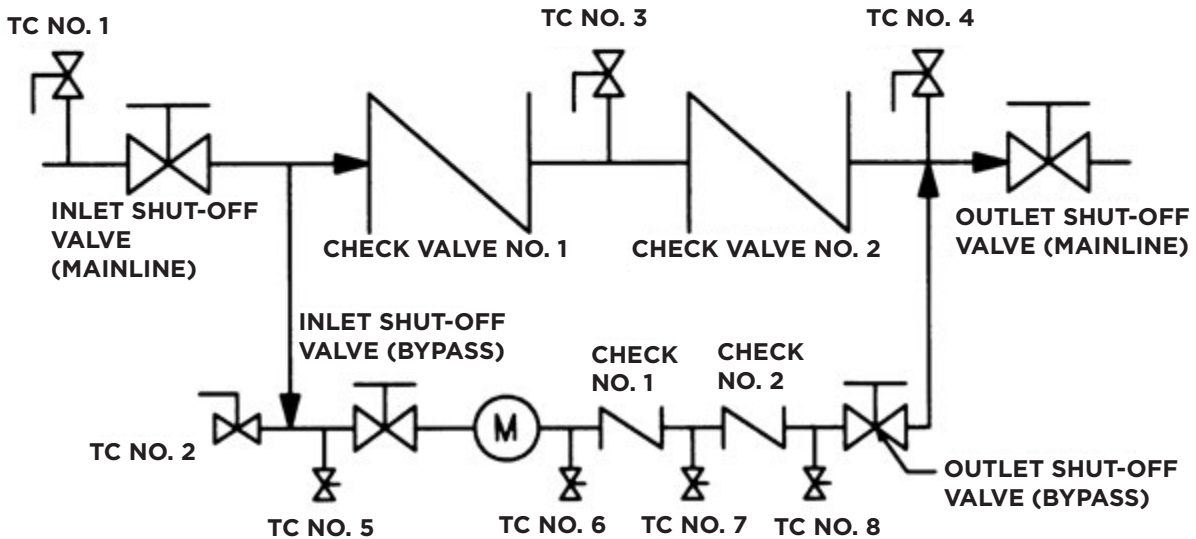 TC NO. 1
TC NO. 3
TC NO. 4
INLET SHUT-OFF
VALVE
(MAINLINE)
CHECK VALVE NO. 1
CHECK VALVE NO. 2
OUTLET SHUT-OFF
VALVE (MAINLINE)
INLET SHUT-OFF
VALVE (BYPASS)
CHECK
NO. 1
CHECK
NO. 2
TC NO. 2
M
OUTLET SHUT-OFF
VALVE (BYPASS)
TC NO. 5
TC NO. 6
TC NO. 7
TC NO. 8